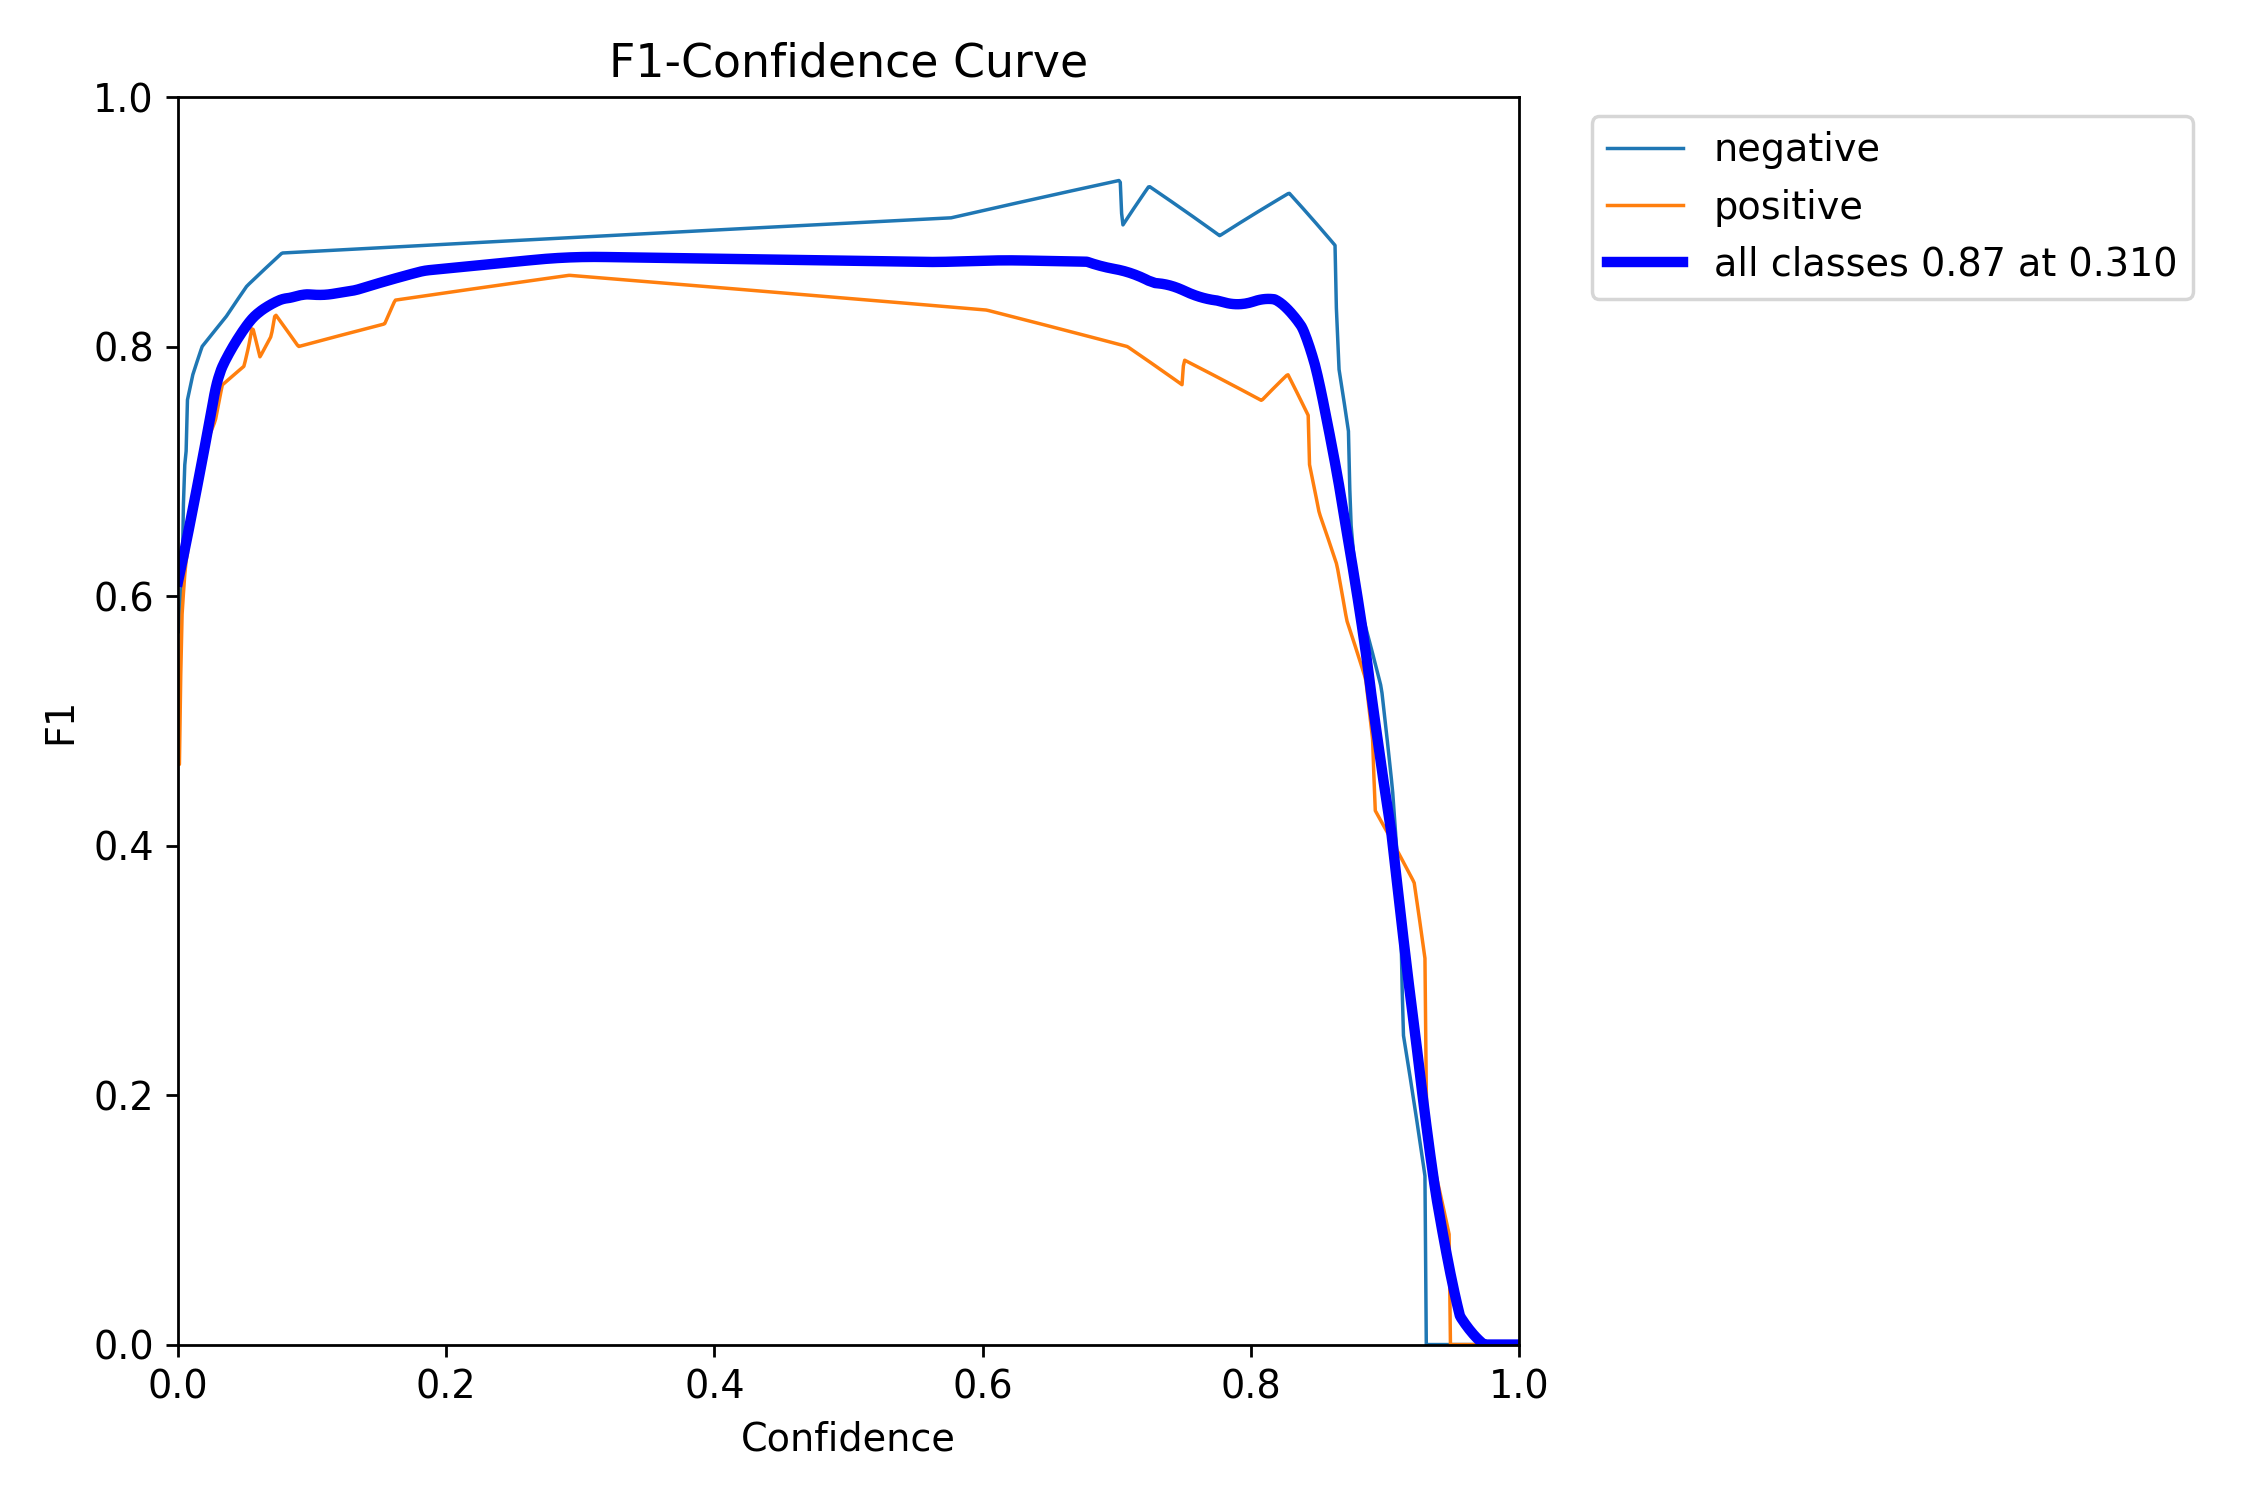 F1-Confidence Curve
1.0
0.8
0.6
0.4
0.2
0.0
F1
0.0 0.2 0.4 0.6 0.8 1.0
Confidence
negative
positive
all classes 0.87 at 0.310